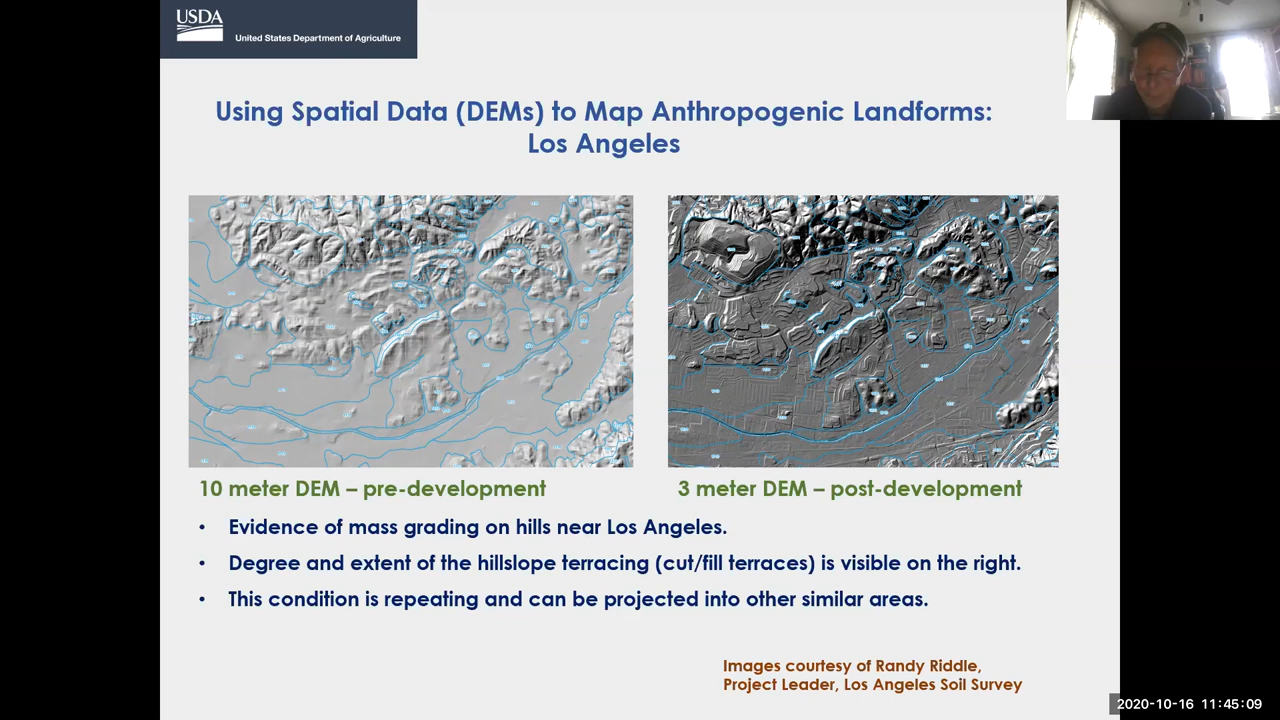 USDA
United States Department of Agriculture
Using Spatial Data (DEMs) to Map Anthropogenic Landforms:
Los Angeles
10 meter DEM – pre-development
3 meter DEM – post-development
• Evidence of mass grading on hills near Los Angeles.
• Degree and extent of the hillslope terracing (cut/fill terraces) is visible on the right.
• This condition is repeating and can be projected into other similar areas.
Images courtesy of Randy Riddle,
Project Leader, Los Angeles Soil Survey
2020-10-16 11:45:09